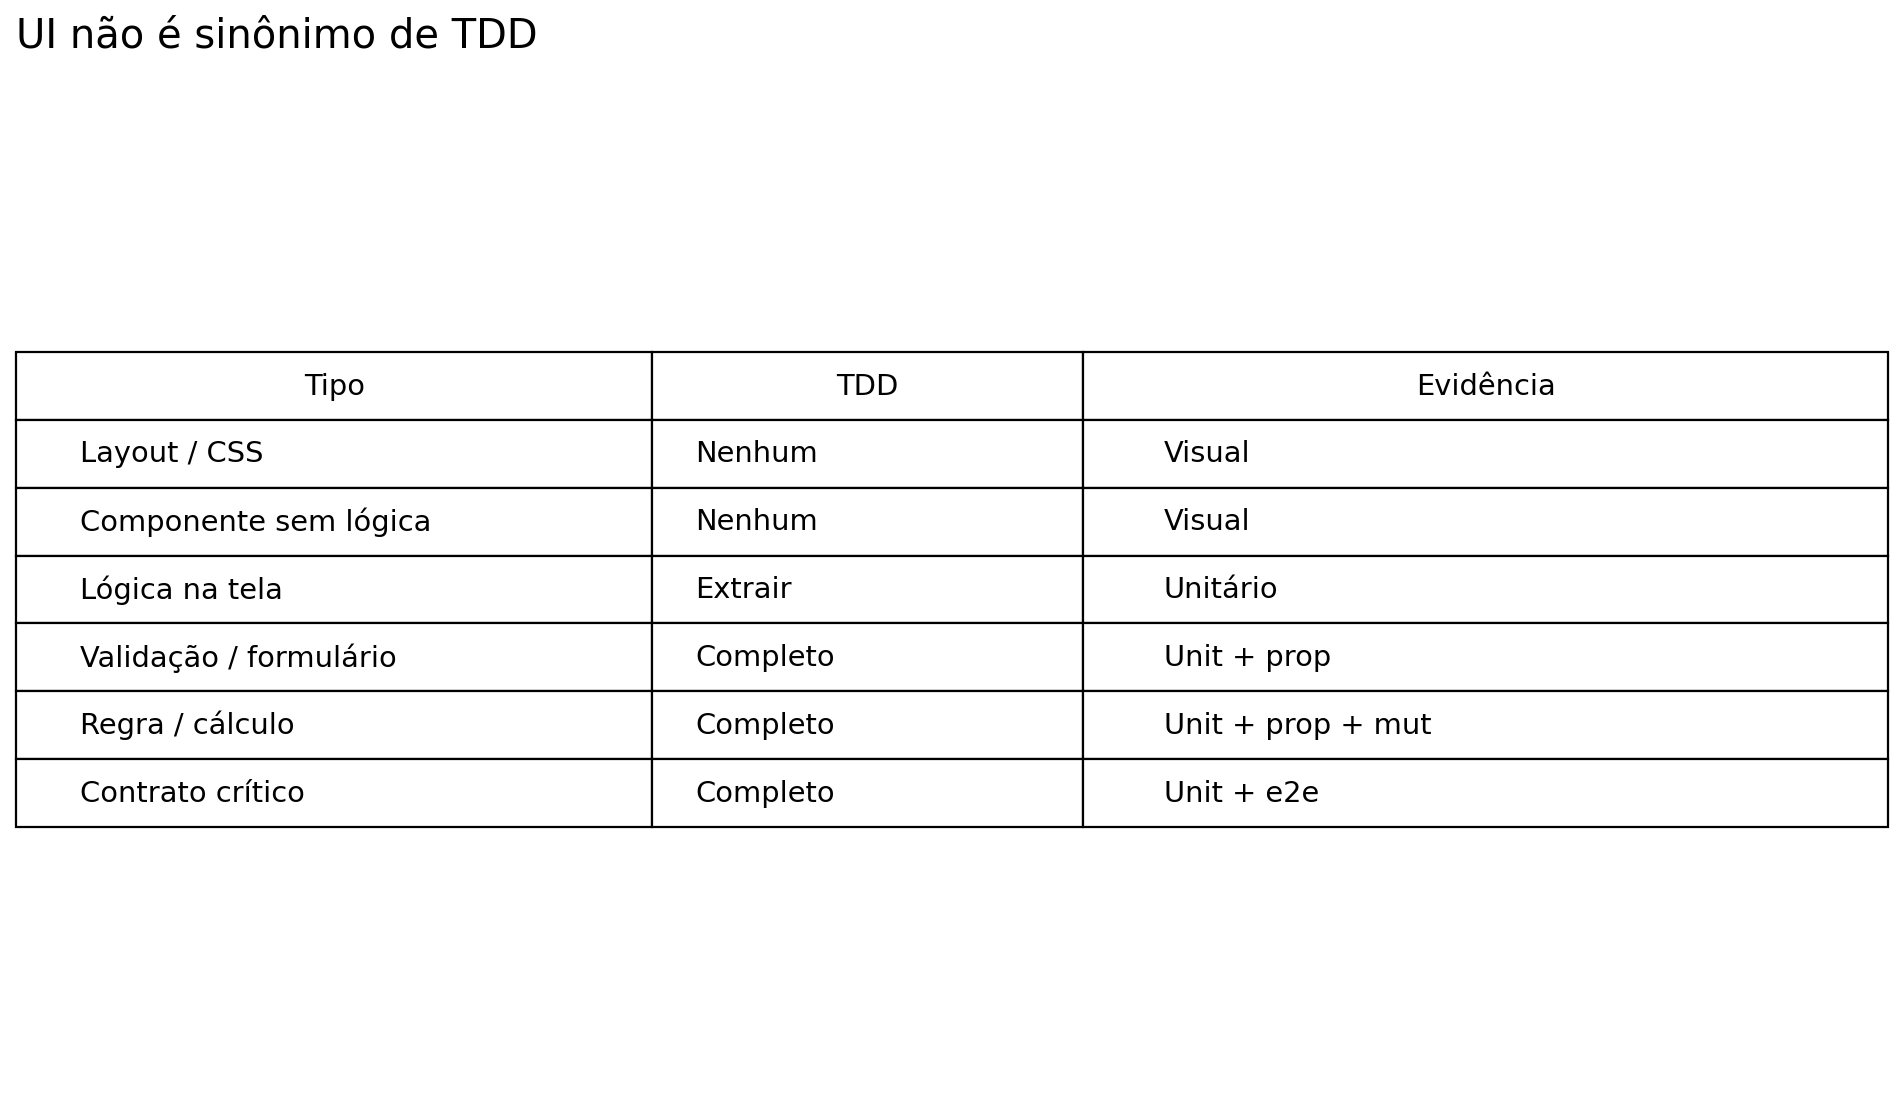 UI não é sinônimo de TDD
Tipo TDD Evidência
Layout / CSS Nenhum Visual
Componente sem lógica Nenhum Visual
Lógica na tela Extrair Unitário
Validação / formulário Completo Unit + prop
Regra / cálculo Completo Unit + prop + mut
Contrato crítico Completo Unit + e2e